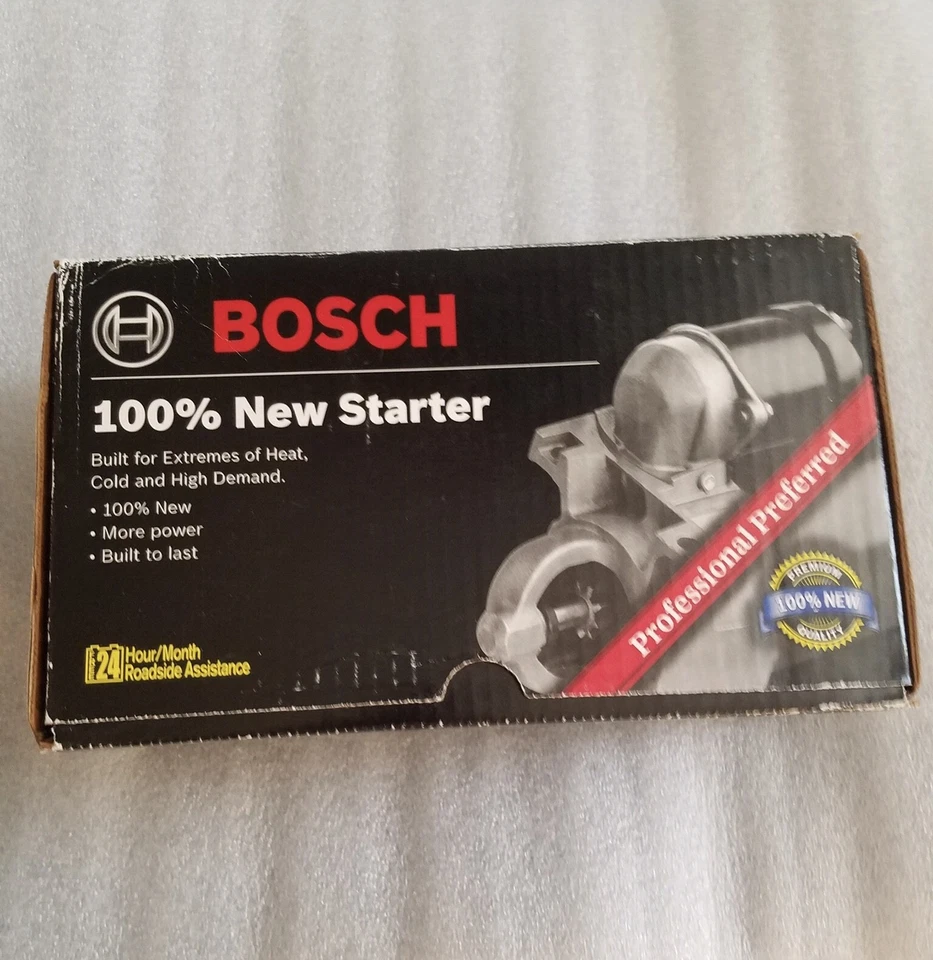 BOSCH
100% New Starter
Built for Extremes of Heat,
Cold and High Demand.
• 100% New
• More power
• Built to last
24 Hour/Month
Roadside Assistance
Professional Preferred
PREMIUM
100% NEW
QUALITY